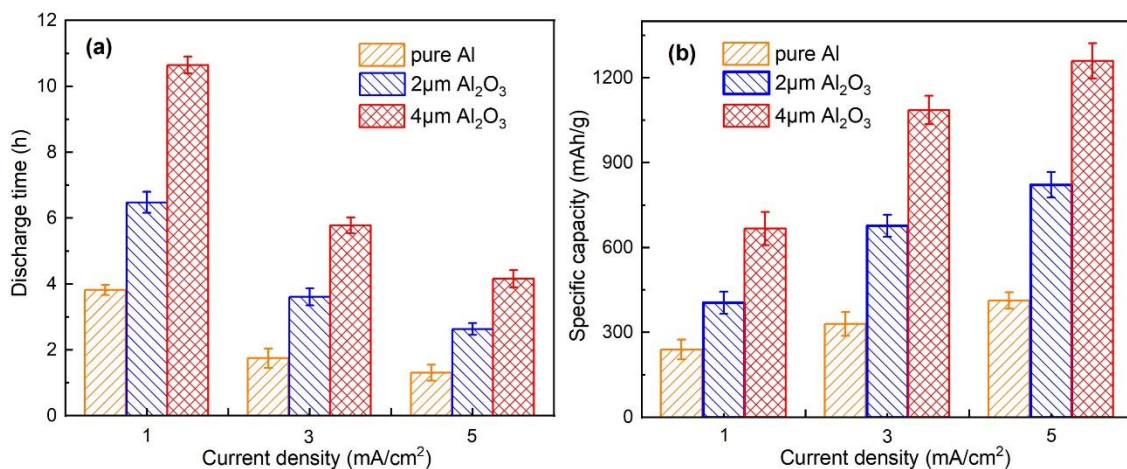 (a)
pure Al
2μm Al₂O₃
4μm Al₂O₃
Discharge time (h)
12
10
8
6
4
2
0
1 3 5
Current density (mA/cm²)
(b)
pure Al
2μm Al₂O₃
4μm Al₂O₃
Specific capacity (mAh/g)
1200
900
600
300
0
1 3 5
Current density (mA/cm²)